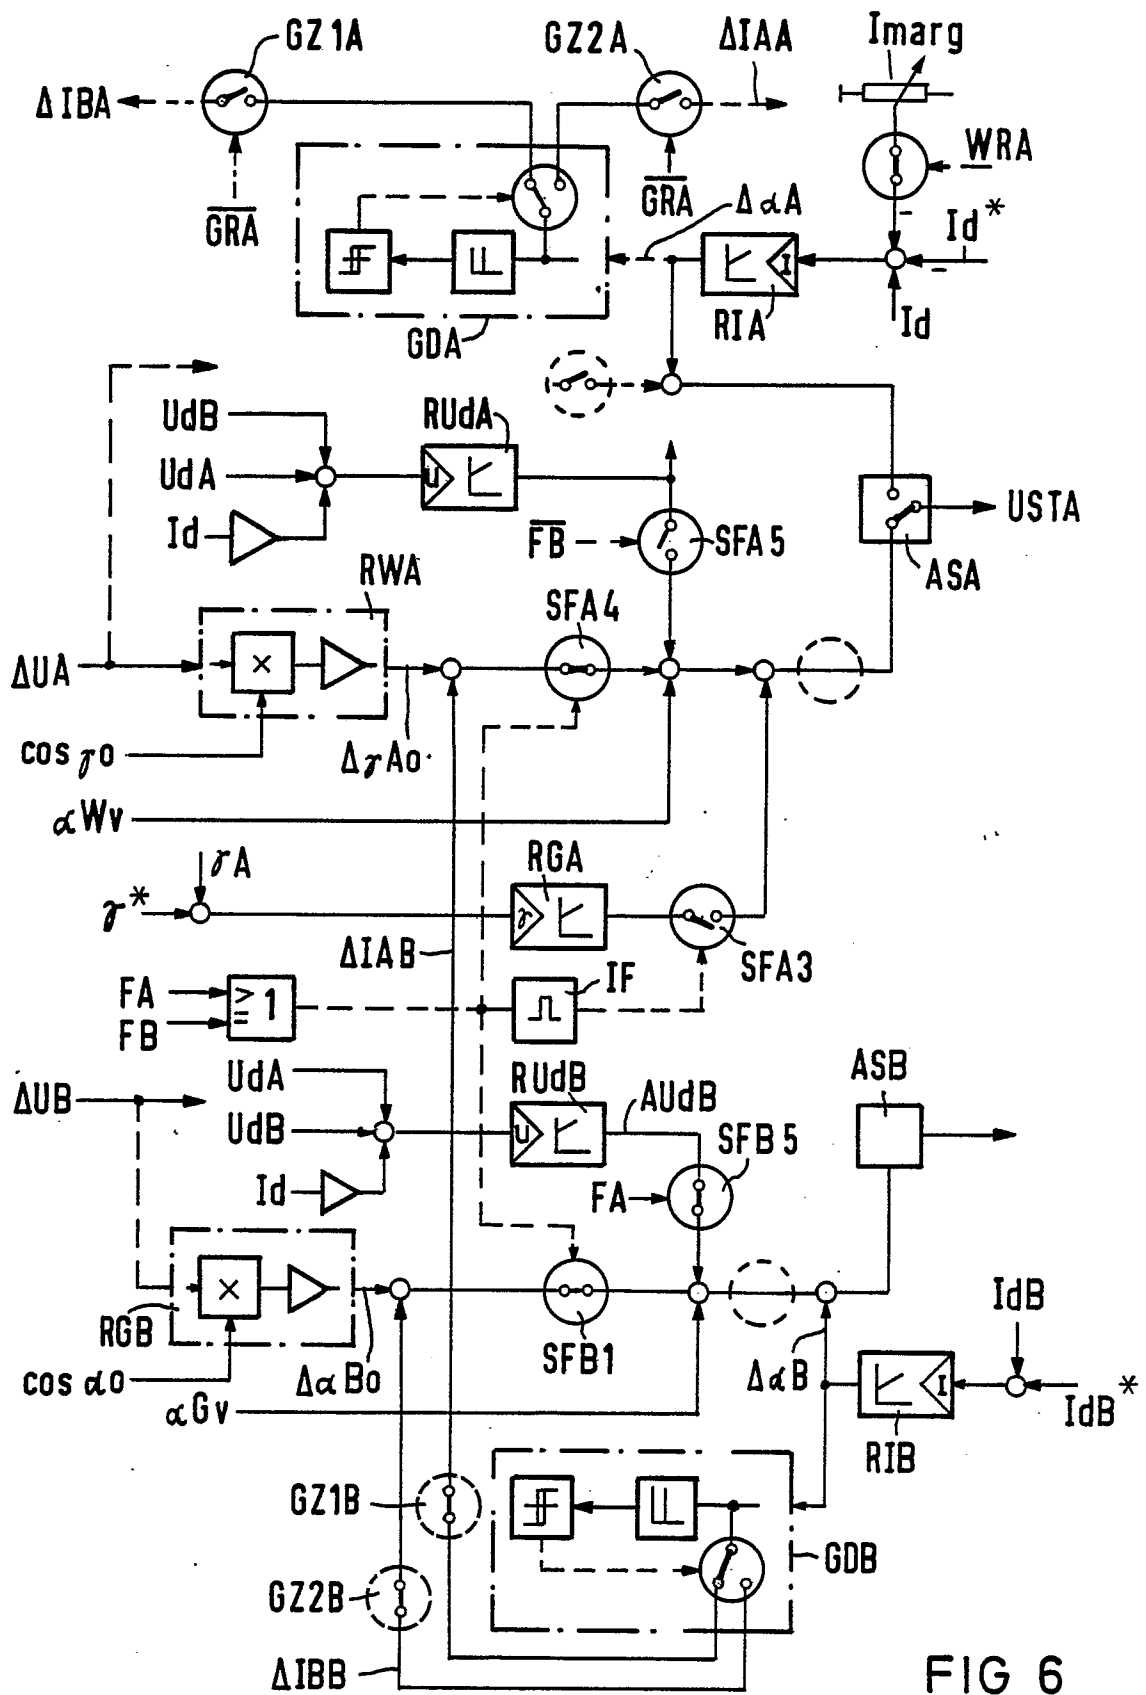 GZ1A
GZ2A
ΔIAA
Imarg
ΔIBA
WRA
G̅R̅A̅
G̅R̅A̅
ΔαA
Id*
-
-
I
RIA
Id
GDA
UdB
RUdA
UdA
U
USTA
Id
F̅B̅
SFA5
ASA
RWA
SFA4
ΔUA
×
cos γo
ΔγAo
αWv
γA
RGA
γ*
γ
ΔIAB
SFA3
FA
≥1
IF
FB
UdA
RUdB
ASB
ΔUB
AUdB
UdB
U
SFB5
Id
FA
×
IdB
RGB
SFB1
cos αo
ΔαBo
ΔαB
I
IdB*
αGv
RIB
GZ1B
GDB
GZ2B
ΔIBB
FIG 6